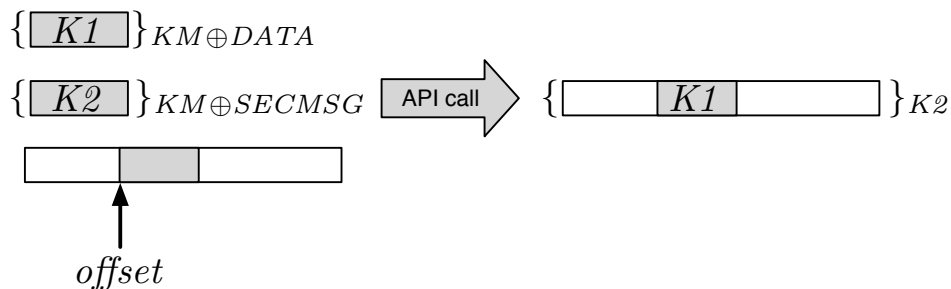 { K1 }KM⊕DATA
{ K2 }KM⊕SECMSG
API call
{ K1 }K2
offset